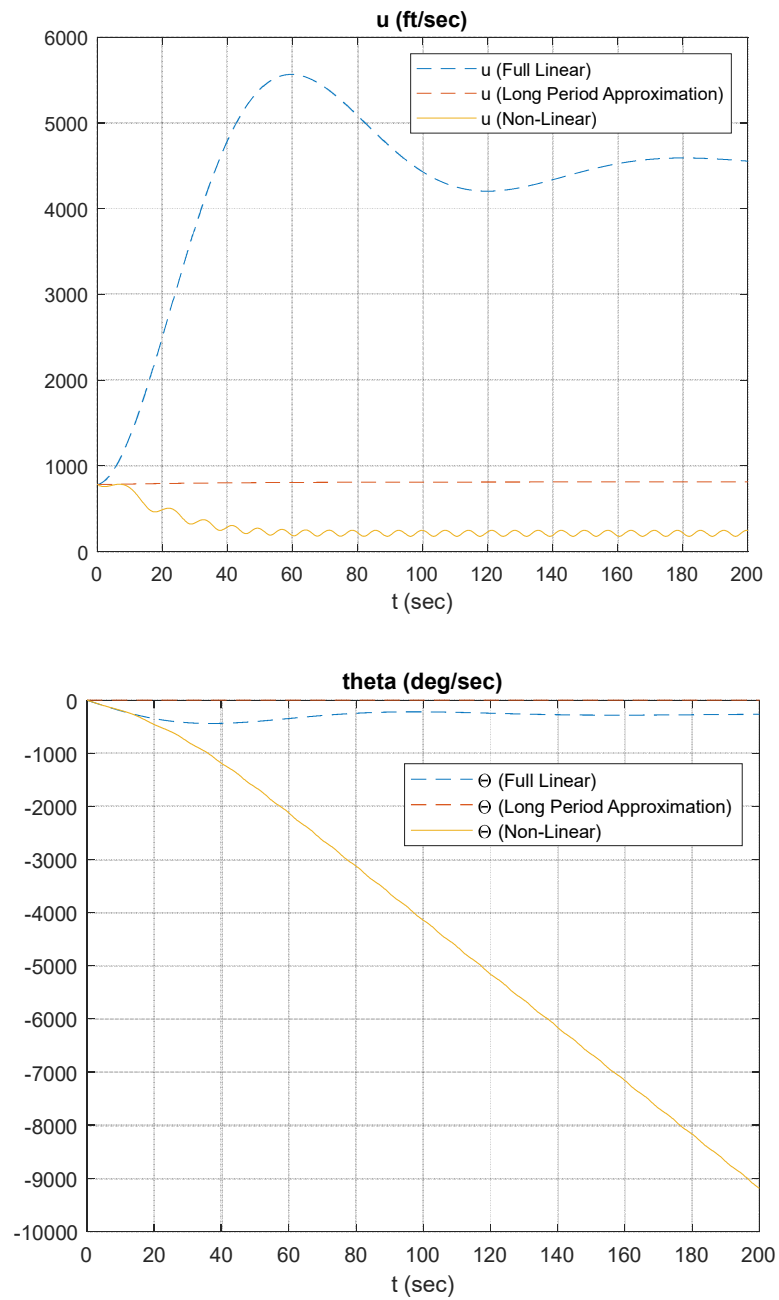 u (ft/sec)
6000
5000
4000
3000
2000
1000
0
u (Full Linear)
u (Long Period Approximation)
u (Non-Linear)
0 20 40 60 80 100 120 140 160 180 200
t (sec)
theta (deg/sec)
0
-1000
-2000
-3000
-4000
-5000
-6000
-7000
-8000
-9000
-10000
Θ (Full Linear)
Θ (Long Period Approximation)
Θ (Non-Linear)
0 20 40 60 80 100 120 140 160 180 200
t (sec)